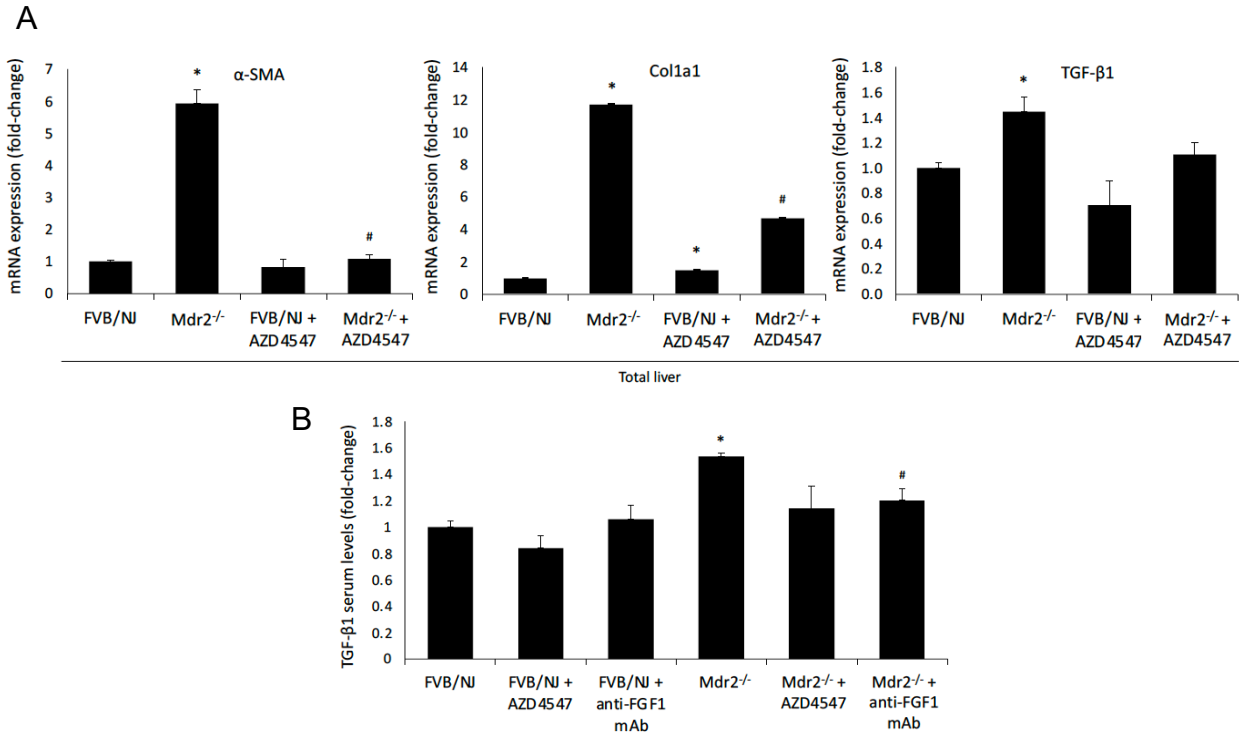 A
mRNA expression (fold-change)
7
6
5
4
3
2
1
0
*
α-SMA
#
FVB/NJ
Mdr2-/-
FVB/NJ +
AZD4547
Mdr2-/- +
AZD4547
mRNA expression (fold-change)
14
12
10
8
6
4
2
0
*
Col1a1
*
#
FVB/NJ
Mdr2-/-
FVB/NJ +
AZD4547
Mdr2-/- +
AZD4547
mRNA expression (fold-change)
1.8
1.6
1.4
1.2
1.0
0.8
0.6
0.4
0.2
0.0
*
TGF-β1
FVB/NJ
Mdr2-/-
FVB/NJ +
AZD4547
Mdr2-/- +
AZD4547
Total liver
B
TGF-β1 serum levels (fold-change)
1.8
1.6
1.4
1.2
1
0.8
0.6
0.4
0.2
0
*
#
FVB/NJ
FVB/NJ +
AZD4547
FVB/NJ +
anti-FGF1
mAb
Mdr2-/-
Mdr2-/- +
AZD4547
Mdr2-/- +
anti-FGF1
mAb